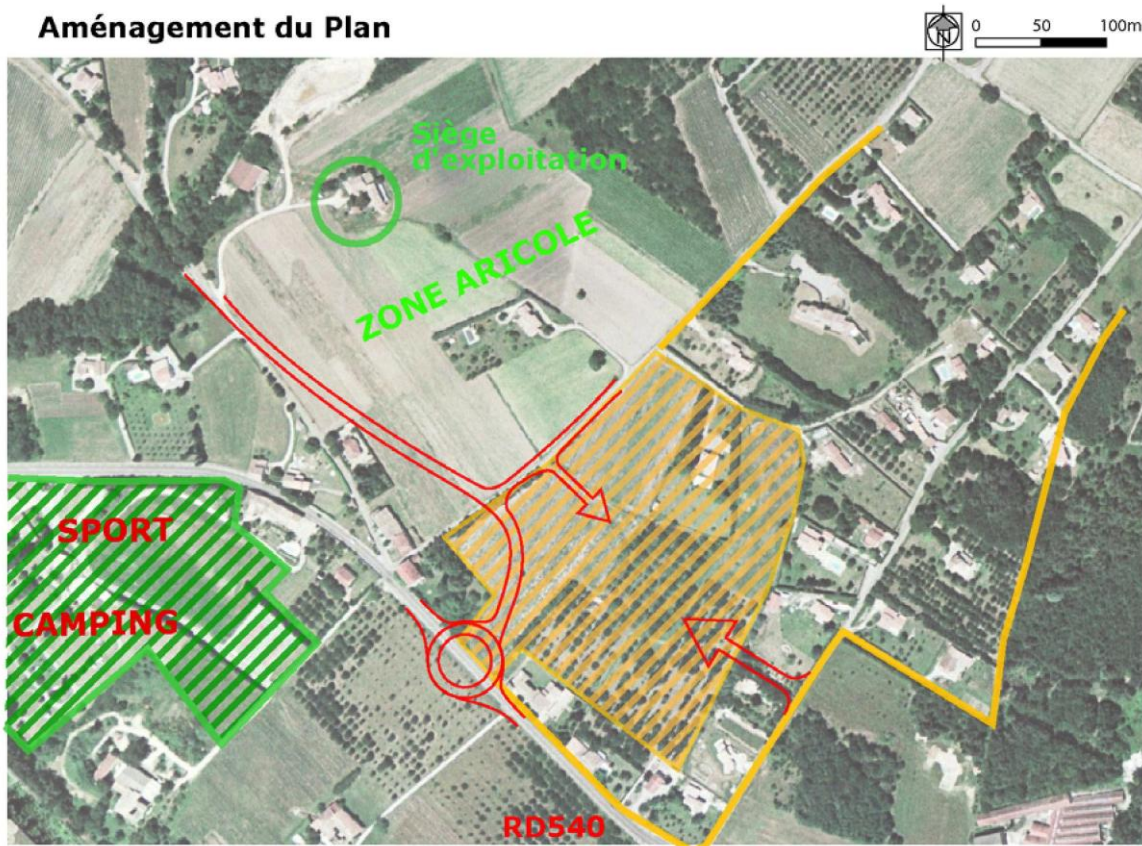 Aménagement du Plan
N
0 50 100m
Siège
d'exploitation
ZONE ARICOLE
SPORT
CAMPING
RD540